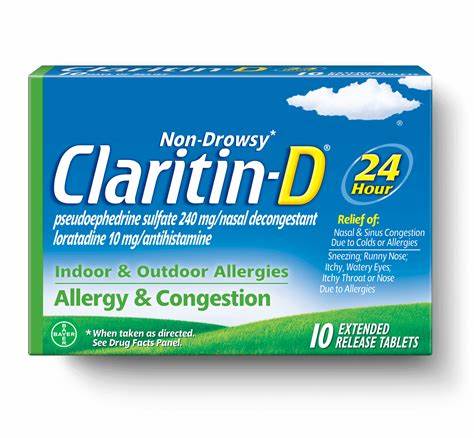 Non-Drowsy*
Claritin-D®
24
Hour®
pseudoephedrine sulfate 240 mg/nasal decongestant
loratadine 10 mg/antihistamine
Relief of:
Nasal & Sinus Congestion
Due to Colds or Allergies
Sneezing; Runny Nose;
Itchy, Watery Eyes;
Itchy Throat or Nose
Due to Allergies
Indoor & Outdoor Allergies
Allergy & Congestion
BAYER
*When taken as directed.
See Drug Facts Panel.
10 EXTENDED
RELEASE TABLETS